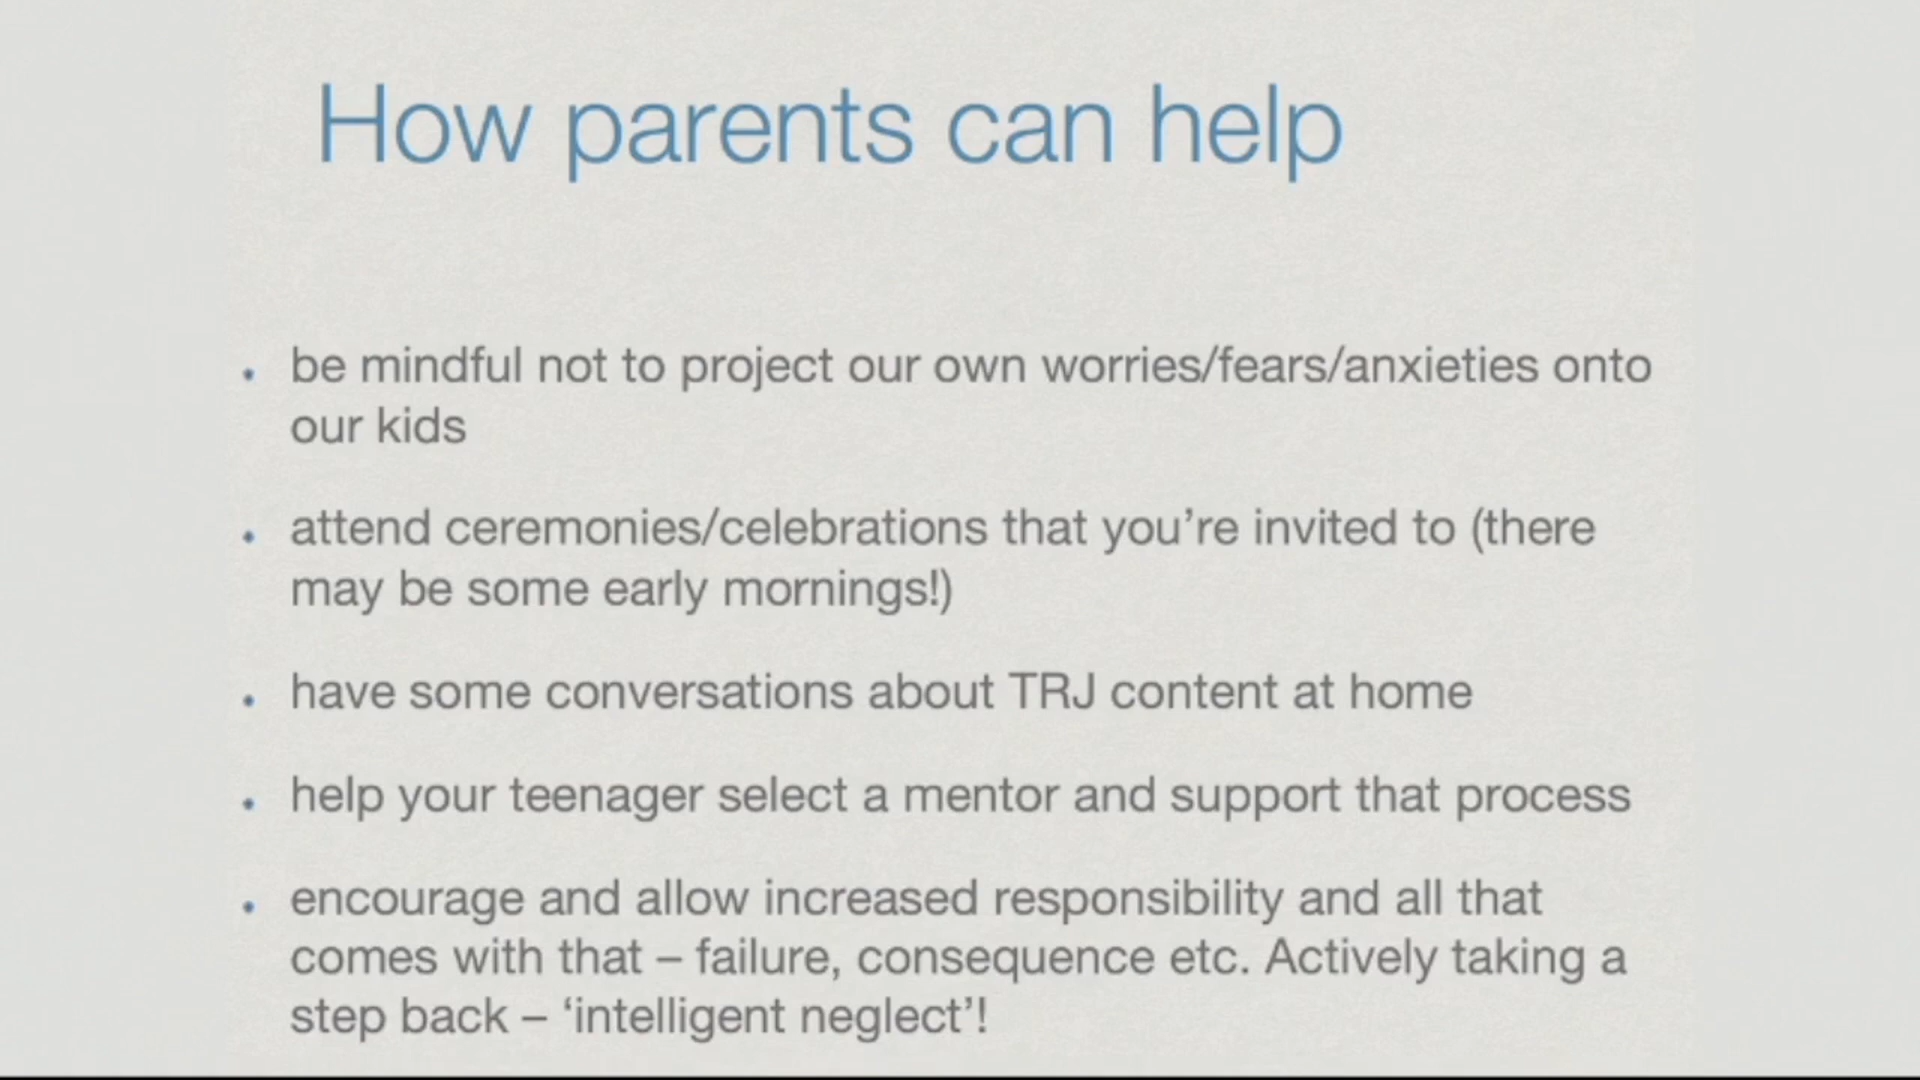 How parents can help
• be mindful not to project our own worries/fears/anxieties onto
our kids
• attend ceremonies/celebrations that you’re invited to (there
may be some early mornings!)
• have some conversations about TRJ content at home
• help your teenager select a mentor and support that process
• encourage and allow increased responsibility and all that
comes with that – failure, consequence etc. Actively taking a
step back – ‘intelligent neglect’!